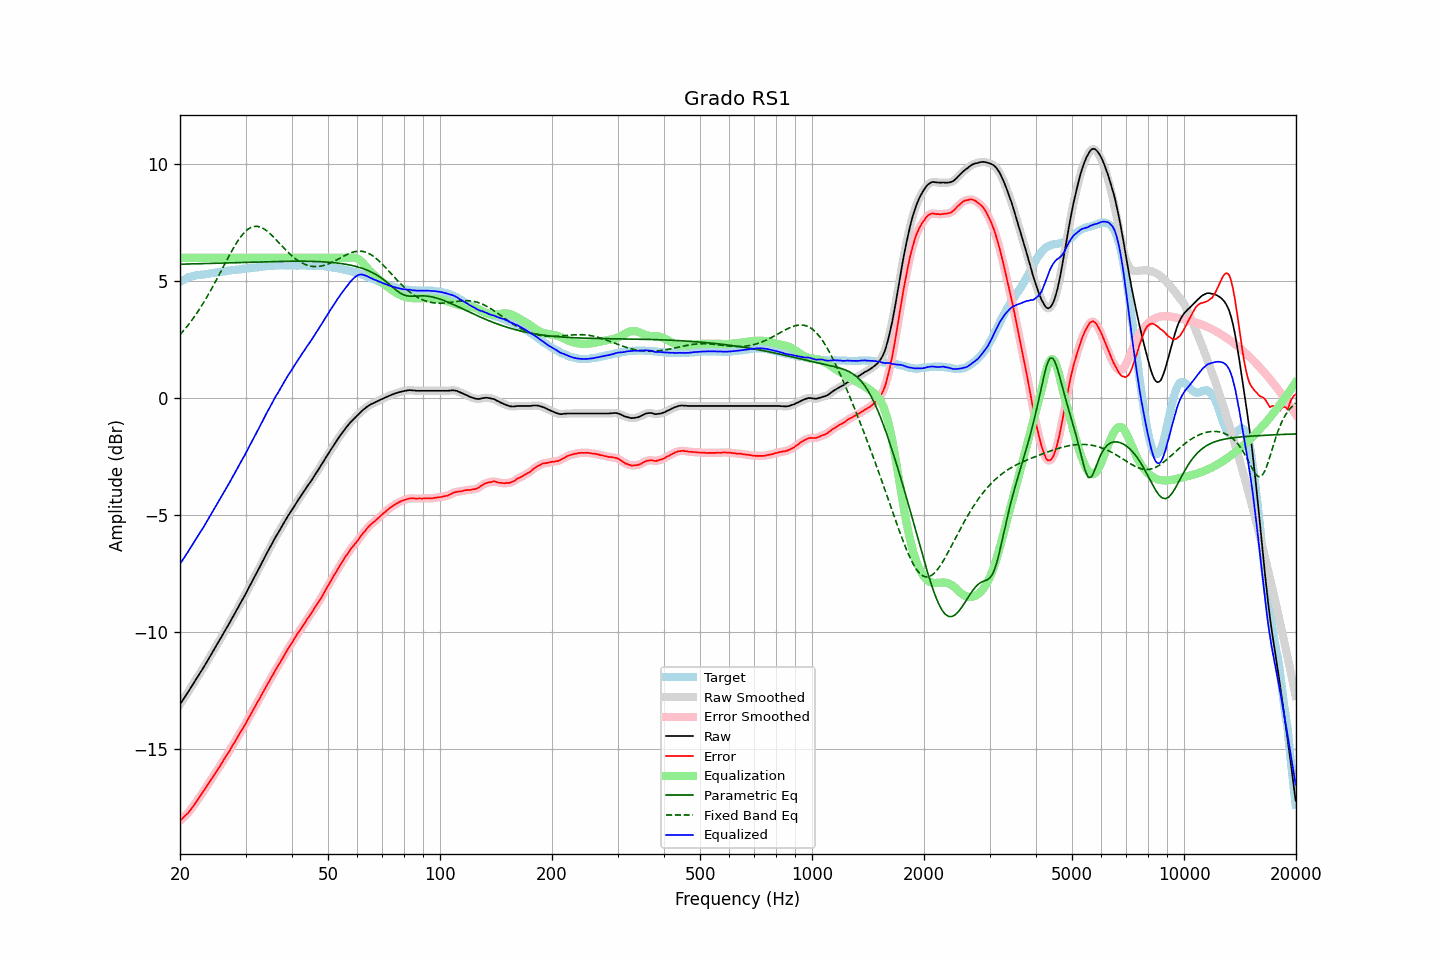 Grado RS1
Amplitude (dBr)
10
5
0
−5
−10
−15
Target
Raw Smoothed
Error Smoothed
Raw
Error
Equalization
Parametric Eq
Fixed Band Eq
Equalized
20 50 100 200 500 1000 2000 5000 10000 20000
Frequency (Hz)